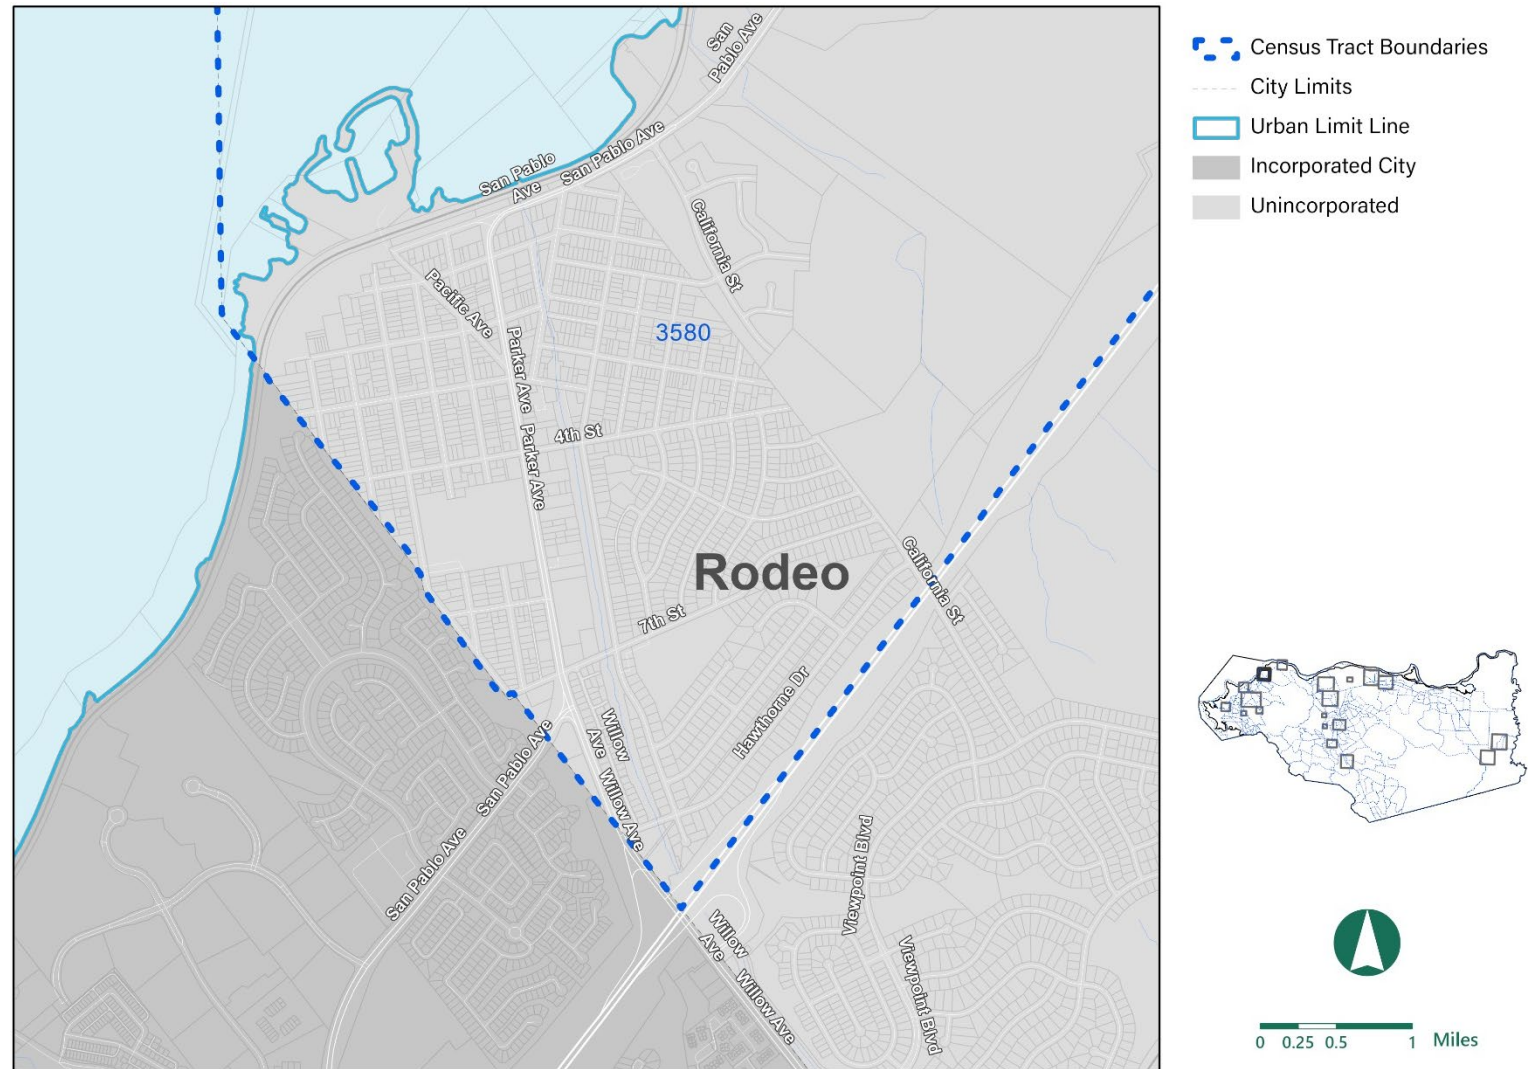 San
Pablo Ave
San Pablo
Ave
San Pablo Ave
California St
Pacific Ave
3580
Parker Ave
Parker Ave
4th St
Rodeo
California St
7th St
Hawthorne Dr
Willow
Ave
Willow Ave
San Pablo Ave
San Pablo Ave
Viewpoint Blvd
Willow
Ave
Willow Ave
Viewpoint Blvd
Census Tract Boundaries
City Limits
Urban Limit Line
Incorporated City
Unincorporated
0 0.25 0.5 1 Miles